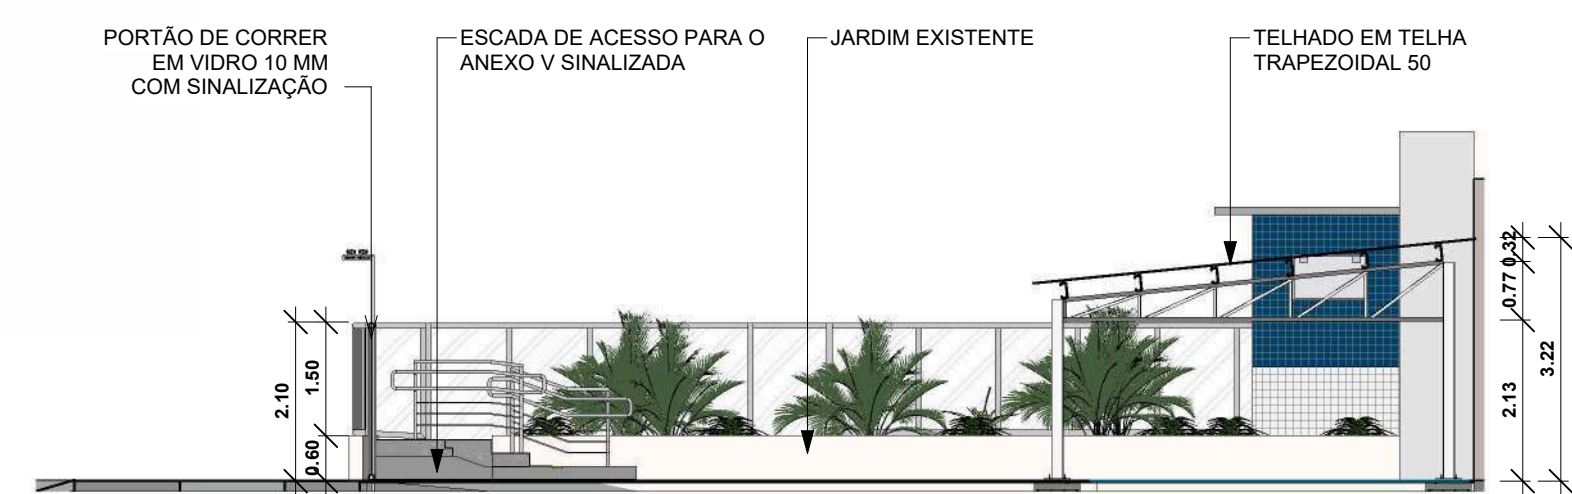 PORTÃO DE CORRER
EM VIDRO 10 MM
COM SINALIZAÇÃO
ESCADA DE ACESSO PARA O
ANEXO V SINALIZADA
JARDIM EXISTENTE
TELHADO EM TELHA
TRAPEZOIDAL 50
2.10
1.50
0.60
0.32
0.77
2.13
3.22